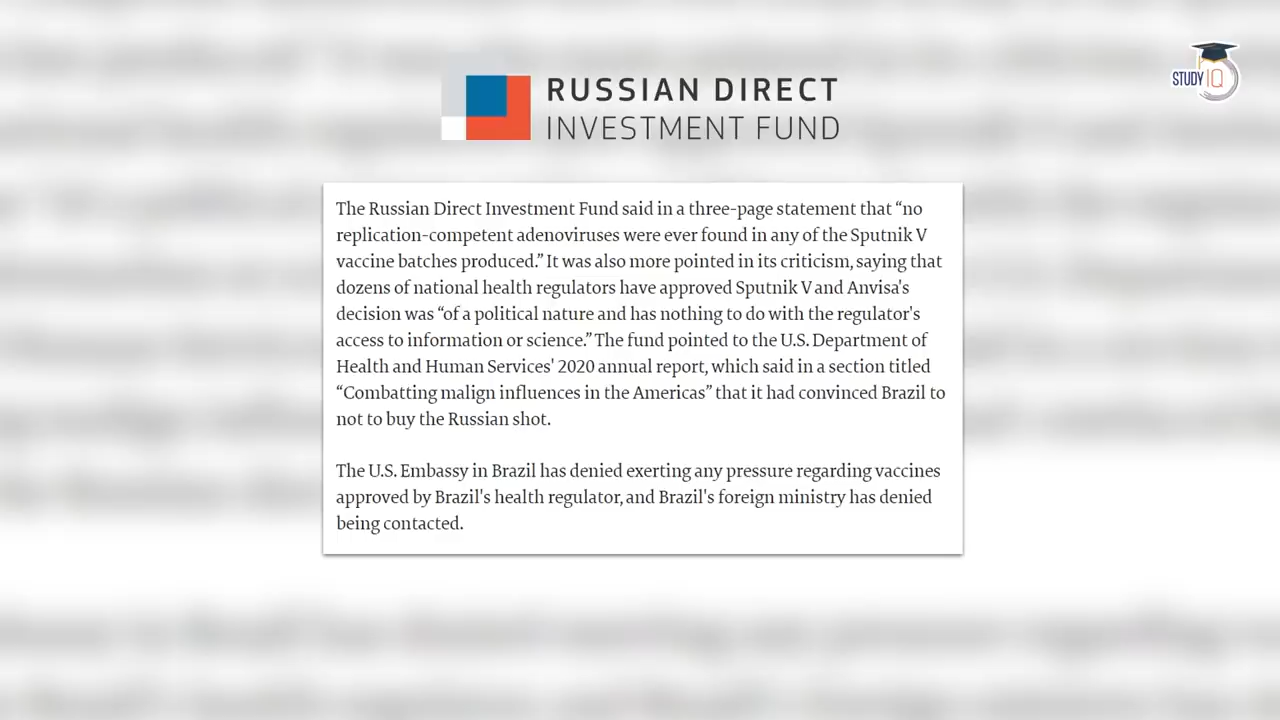 STUDY IQ
RUSSIAN DIRECT
INVESTMENT FUND
The Russian Direct Investment Fund said in a three-page statement that “no
replication-competent adenoviruses were ever found in any of the Sputnik V
vaccine batches produced.” It was also more pointed in its criticism, saying that
dozens of national health regulators have approved Sputnik V and Anvisa's
decision was “of a political nature and has nothing to do with the regulator's
access to information or science.” The fund pointed to the U.S. Department of
Health and Human Services' 2020 annual report, which said in a section titled
“Combatting malign influences in the Americas” that it had convinced Brazil to
not to buy the Russian shot.
The U.S. Embassy in Brazil has denied exerting any pressure regarding vaccines
approved by Brazil's health regulator, and Brazil's foreign ministry has denied
being contacted.